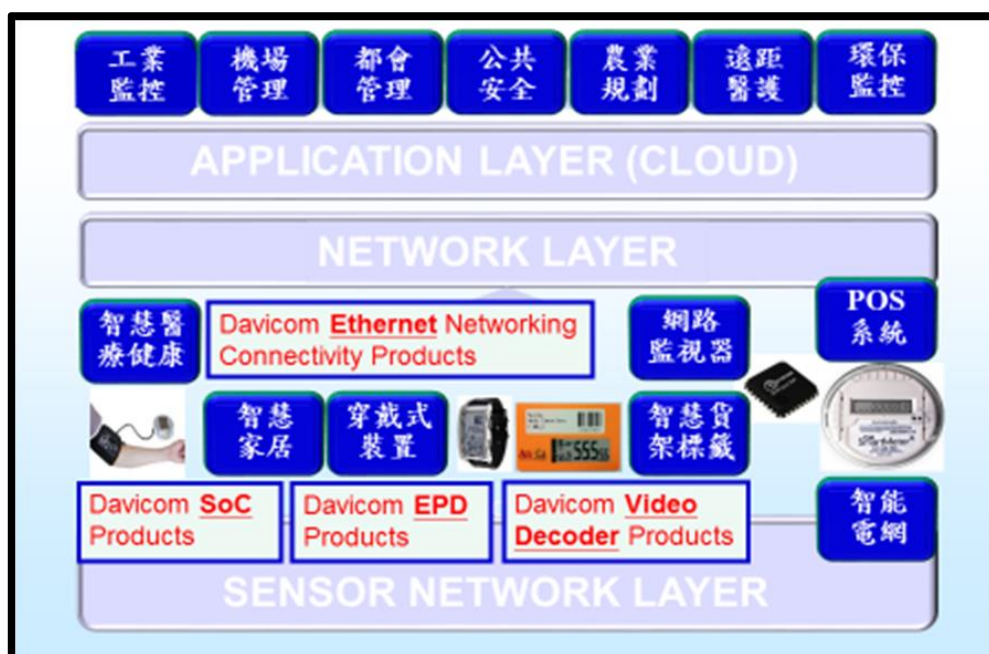 工業
監控
機場
管理
都會
管理
公共
安全
農業
規劃
遠距
醫護
環保
監控
APPLICATION LAYER (CLOUD)
NETWORK LAYER
智慧醫
療健康
Davicom Ethernet Networking
Connectivity Products
網路
監視器
POS
系統
智慧
家居
穿戴式
裝置
智慧貨
架標籤
555
Davicom SoC
Products
Davicom EPD
Products
Davicom Video
Decoder Products
智能
電網
SENSOR NETWORK LAYER